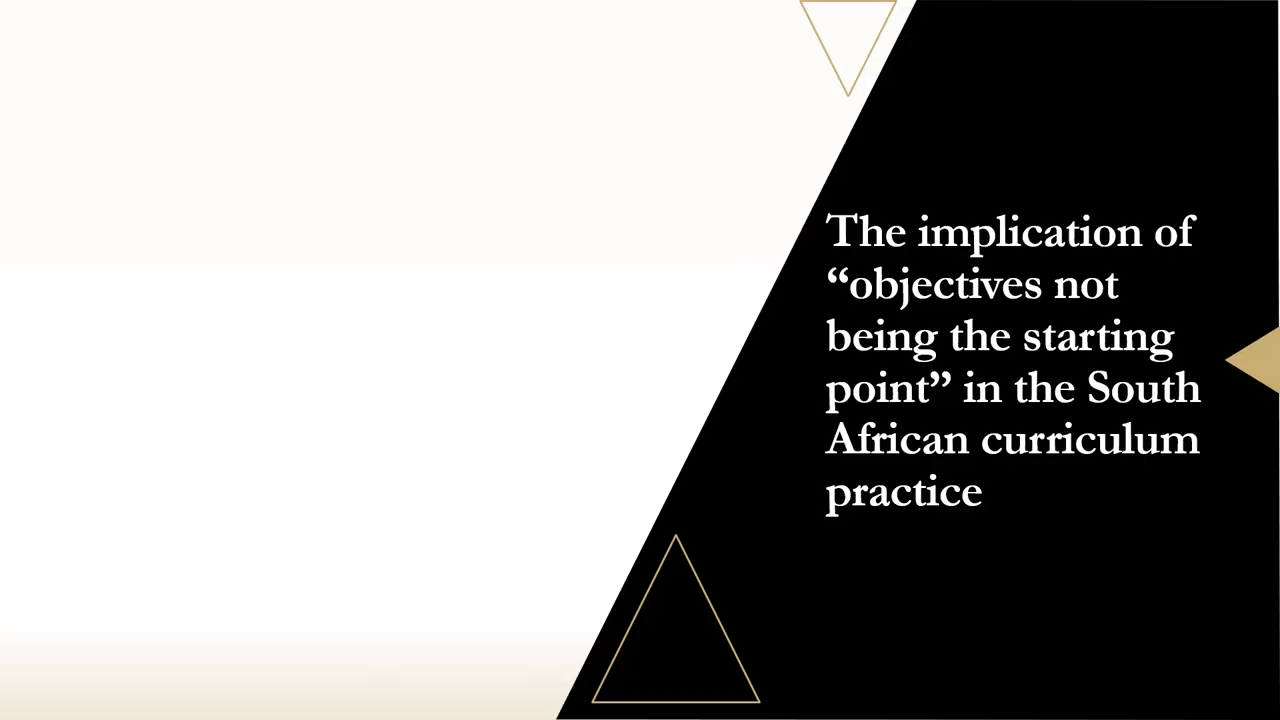 The implication of
“objectives not
being the starting
point” in the South
African curriculum
practice